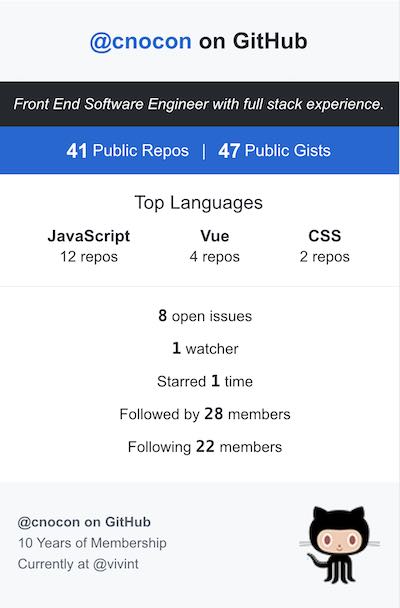 @cnocon on GitHub
Front End Software Engineer with full stack experience.
41 Public Repos | 47 Public Gists
Top Languages
JavaScript Vue CSS
12 repos 4 repos 2 repos
8 open issues
1 watcher
Starred 1 time
Followed by 28 members
Following 22 members
@cnocon on GitHub
10 Years of Membership
Currently at @vivint